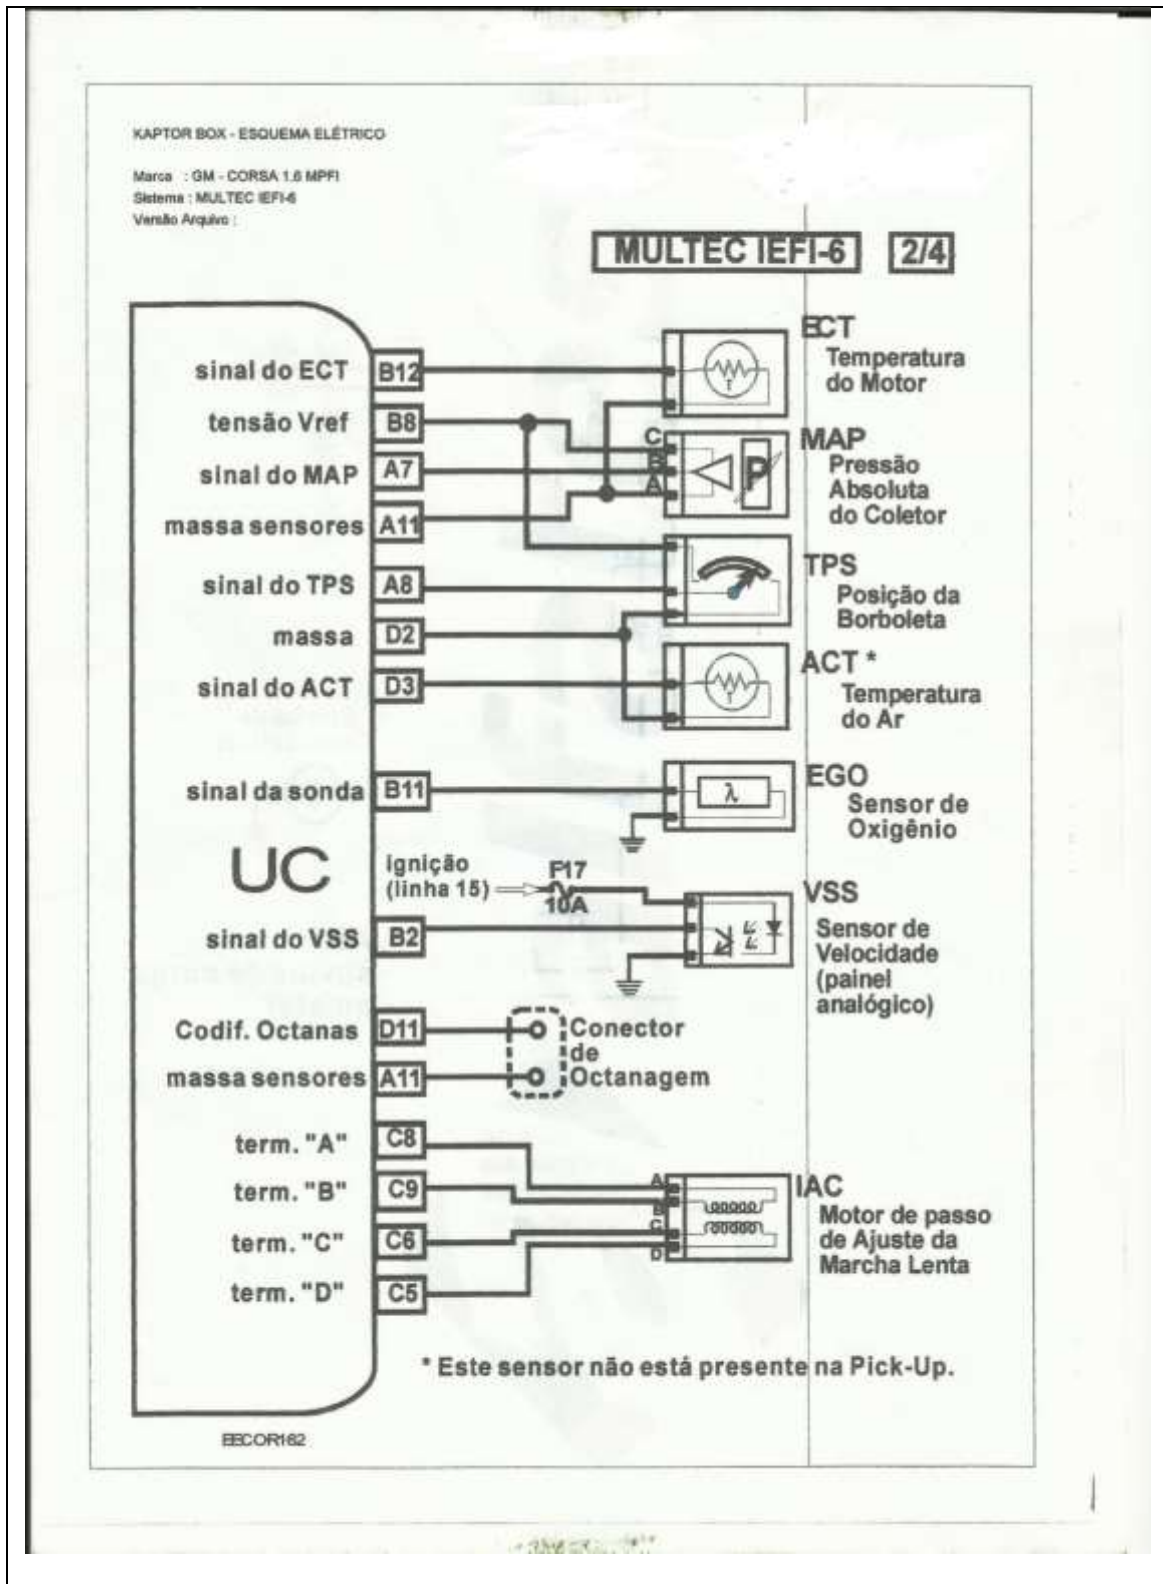 KAPTOR BOX - ESQUEMA ELÉTRICO
Marca : GM - CORSA 1.6 MPFI
Sistema : MULTEC IEFI-6
Versão Arquivo :
MULTEC IEFI-6 2/4
sinal do ECT B12
tensão Vref B8
sinal do MAP A7
massa sensores A11
sinal do TPS A8
massa D2
sinal do ACT D3
sinal da sonda B11
UC
sinal do VSS B2
Codif. Octanas D11
massa sensores A11
term. "A" C8
term. "B" C9
term. "C" C6
term. "D" C5
ECT
Temperatura
do Motor
T
C
B
A
P
MAP
Pressão
Absoluta
do Coletor
TPS
Posição da
Borboleta
ACT *
Temperatura
do Ar
T
EGO
Sensor de
Oxigênio
λ
ignição
(linha 15)
F17
10A
VSS
Sensor de
Velocidade
(painel
analógico)
Conector
de
Octanagem
A
B
C
D
IAC
Motor de passo
de Ajuste da
Marcha Lenta
* Este sensor não está presente na Pick-Up.
EECOR162